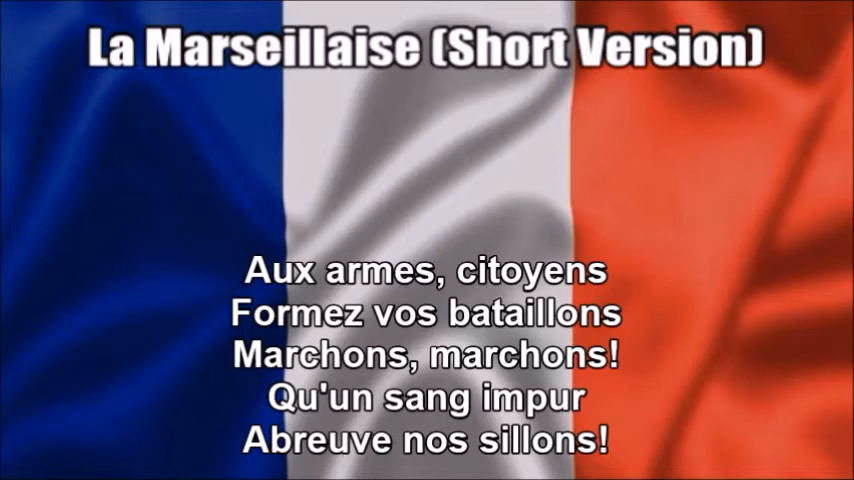 La Marseillaise (Short Version)
Aux armes, citoyens
Formez vos bataillons
Marchons, marchons!
Qu'un sang impur
Abreuve nos sillons!